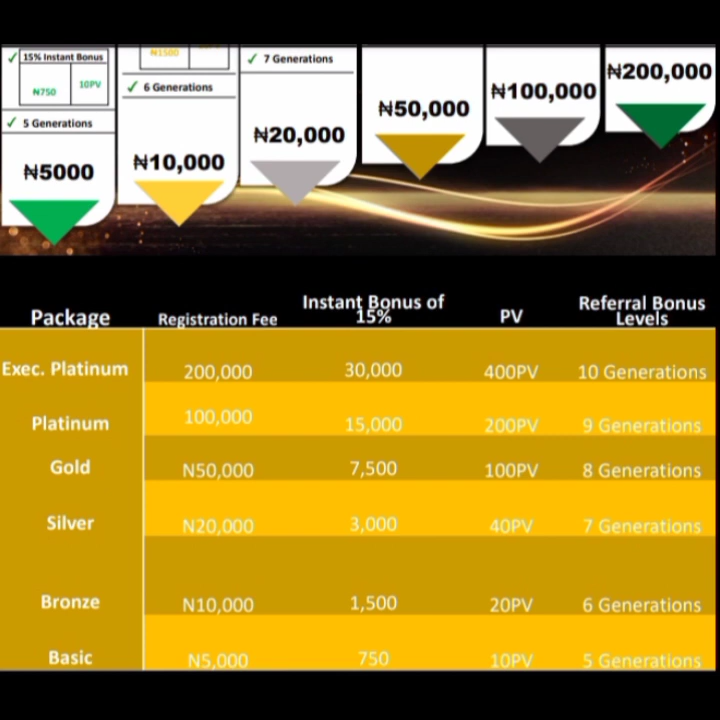 ✓ 15% Instant Bonus
₦750 10PV
✓ 5 Generations
₦5000
₦1500
✓ 6 Generations
₦10,000
✓ 7 Generations
₦20,000
₦50,000
₦100,000
₦200,000
Package Registration Fee Instant Bonus of 15% PV Referral Bonus Levels
Exec. Platinum 200,000 30,000 400PV 10 Generations
Platinum 100,000 15,000 200PV 9 Generations
Gold N50,000 7,500 100PV 8 Generations
Silver N20,000 3,000 40PV 7 Generations
Bronze N10,000 1,500 20PV 6 Generations
Basic N5,000 750 10PV 5 Generations